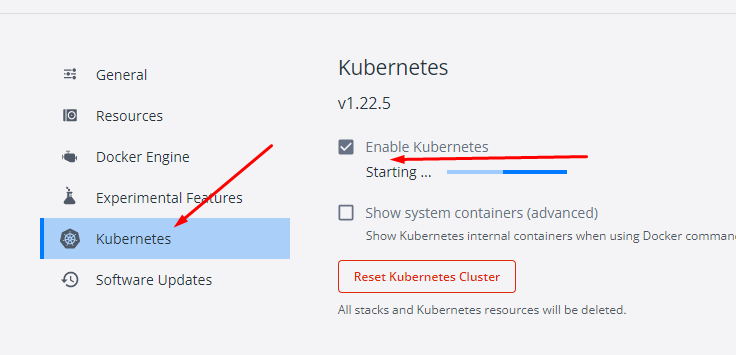 General
Resources
Docker Engine
Experimental Features
Kubernetes
Software Updates
Kubernetes
v1.22.5
Enable Kubernetes
Starting ...
Show system containers (advanced)
Show Kubernetes internal containers when using Docker comman
Reset Kubernetes Cluster
All stacks and Kubernetes resources will be deleted.